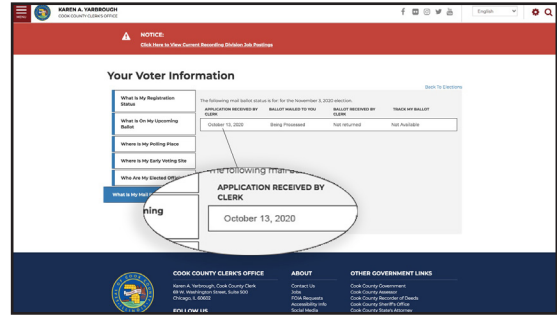 MENU
KAREN A. YARBROUGH
COOK COUNTY CLERK'S OFFICE
English
NOTICE:
Click Here to View Current Recording Division Job Postings
Your Voter Information
Back To Elections
What Is My Registration
Status
What Is On My Upcoming
Ballot
Where Is My Polling Place
Where Is My Early Voting Site
Who Are My Elected
What Is My Mail
The following mail ballot status is for the November 3, 2020 election.
APPLICATION RECEIVED BY CLERK
BALLOT MAILED TO YOU
BALLOT RECEIVED BY CLERK
TRACK MY BALLOT
October 13, 2020
Being Processed
Not returned
Not Available
The following mail
APPLICATION RECEIVED BY
CLERK
October 13, 2020
ning
COOK COUNTY CLERK'S OFFICE
Karen A. Yarbrough, Cook County Clerk
69 W. Washington Street, Suite 500
Chicago, IL 60602
FOLLOW US
ABOUT
Contact Us
Jobs
FOIA Requests
Accessibility Info
Social Media
OTHER GOVERNMENT LINKS
Cook County Government
Cook County Assessor
Cook County Recorder of Deeds
Cook County Sheriff's Office
Cook County State's Attorney